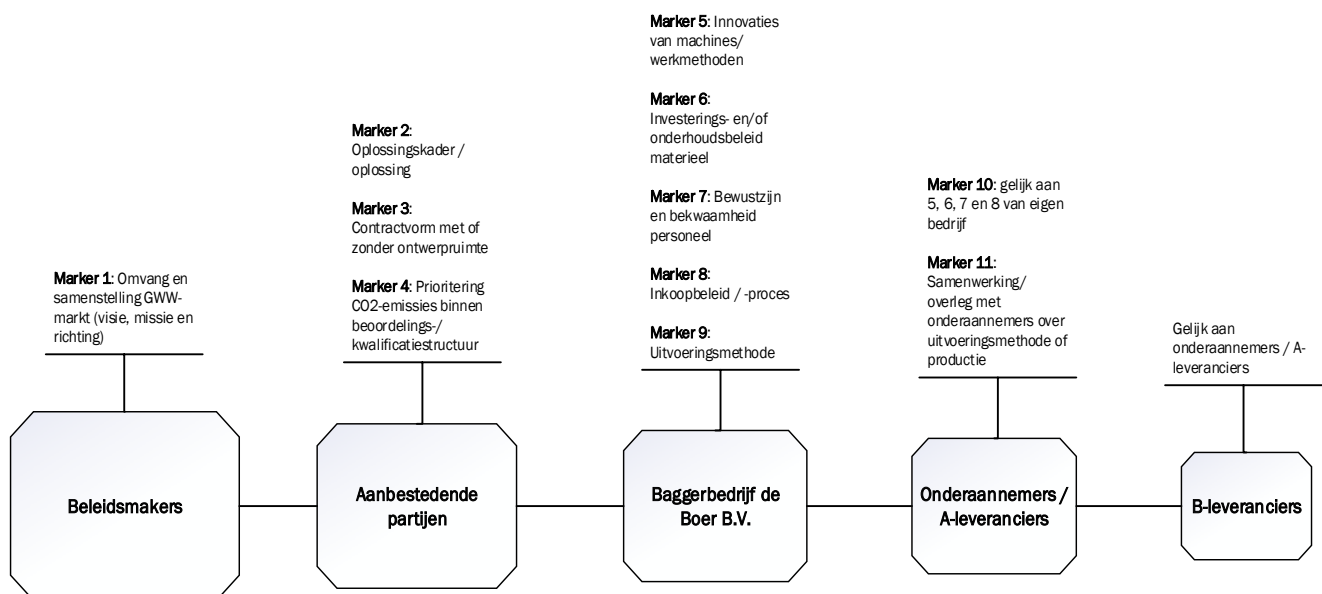 Marker 1: Omvang en
samenstelling GWW-
markt (visie, missie en
richting)
Beleidsmakers
Marker 2:
Oplossingskader /
oplossing
Marker 3:
Contractvorm met of
zonder ontwerpruimte
Marker 4: Prioritering
CO2-emissies binnen
beoordelings-/
kwalificatiestructuur
Aanbestedende
partijen
Marker 5: Innovaties
van machines/
werkmethoden
Marker 6:
Investerings- en/of
onderhoudsbeleid
materieel
Marker 7: Bewustzijn
en bekwaamheid
personeel
Marker 8:
Inkoopbeleid / -proces
Marker 9:
Uitvoeringsmethode
Baggerbedrijf de
Boer B.V.
Marker 10: gelijk aan
5, 6, 7 en 8 van eigen
bedrijf
Marker 11:
Samenwerking/
overleg met
onderaannemers over
uitvoeringsmethode of
productie
Onderaannemers /
A-leveranciers
Gelijk aan
onderaannemers / A-
leveranciers
B-leveranciers